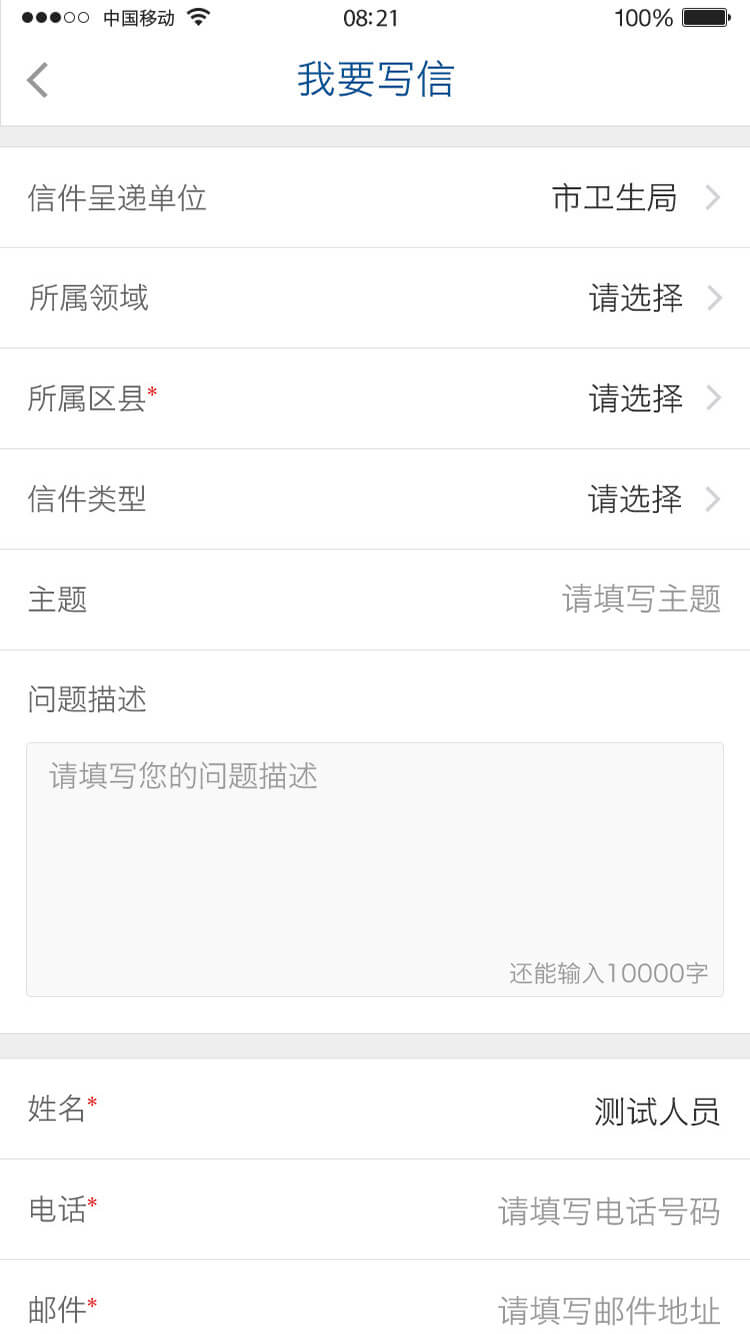 中国移动 08:21 100%
我要写信
信件呈递单位 市卫生局
所属领域 请选择
所属区县* 请选择
信件类型 请选择
主题 请填写主题
问题描述
请填写您的问题描述
还能输入10000字
姓名* 测试人员
电话* 请填写电话号码
邮件* 请填写邮件地址